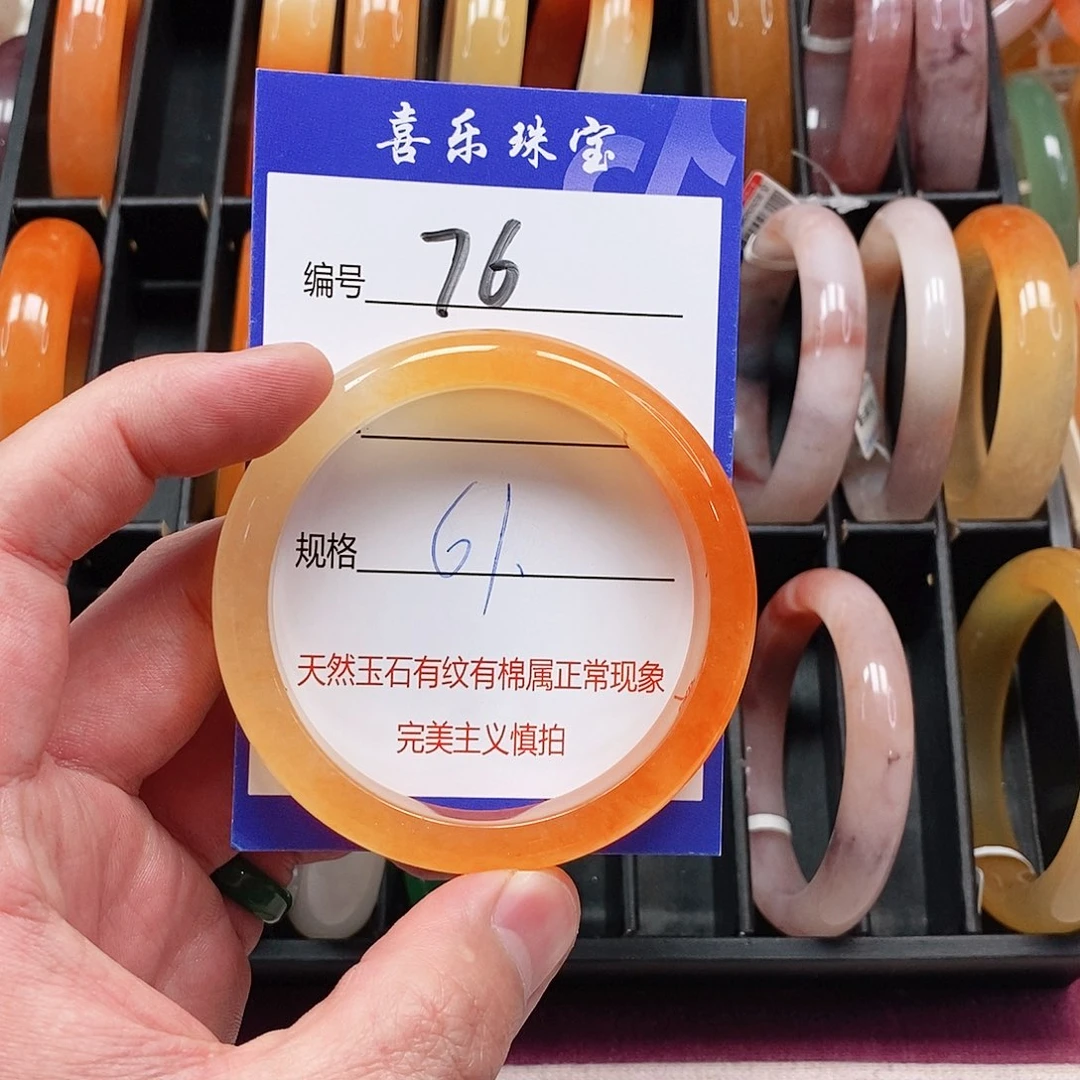 喜乐珠宝
编号 76
规格 61.
天然玉石有纹有棉属正常现象
完美主义慎拍